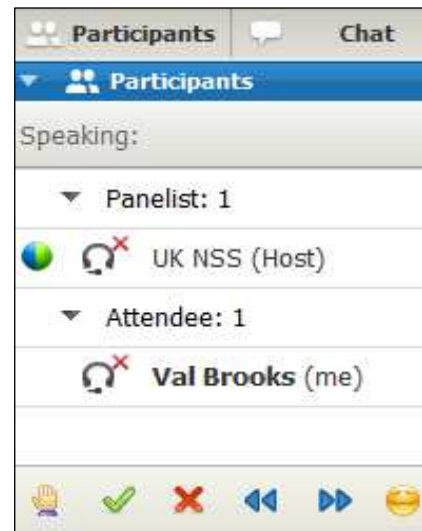 Participants Chat
Participants
Speaking:
Panelist: 1
UK NSS (Host)
Attendee: 1
Val Brooks (me)